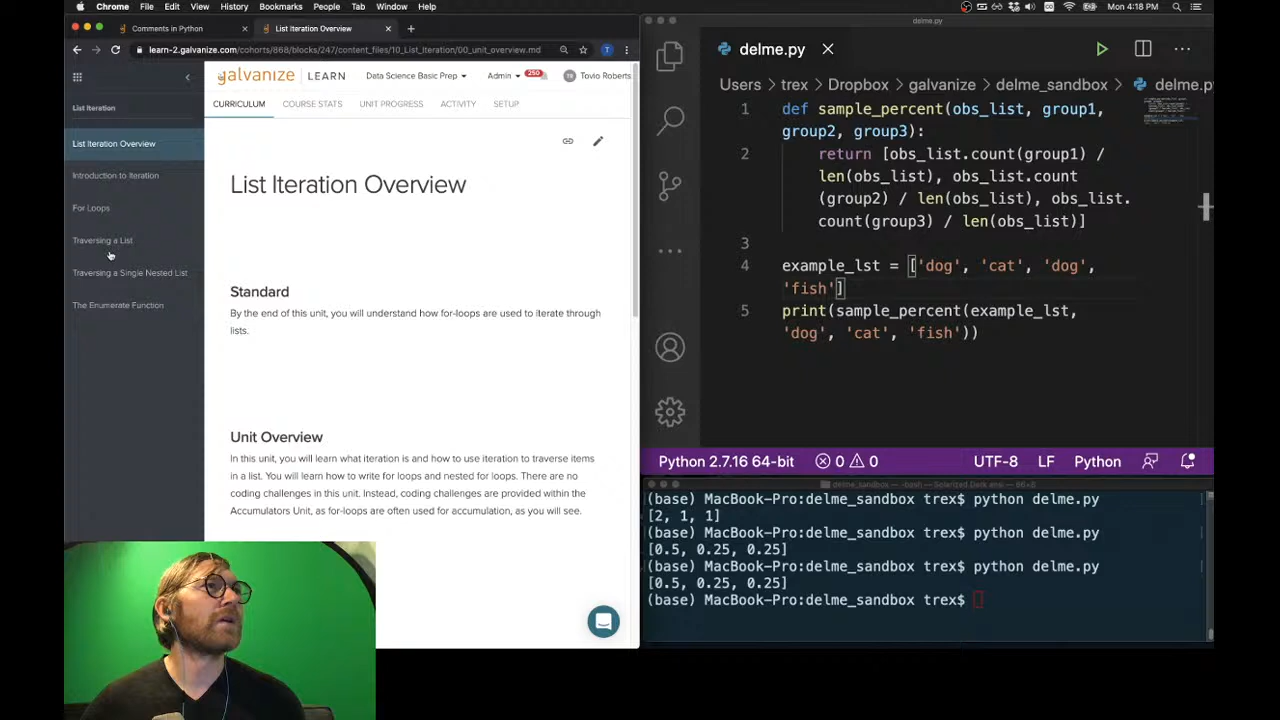 Chrome File Edit View History Bookmarks People Tab Window Help
Mon 4:18 PM
Comments in Python
List Iteration Overview
learn-2.galvanize.com/cohorts/868/blocks/247/content_files/10_List_Iteration/00_unit_overview.md
T
galvanize LEARN Data Science Basic Prep Admin 250 TR Tovio Roberts
CURRICULUM COURSE STATS UNIT PROGRESS ACTIVITY SETUP
List Iteration
List Iteration Overview
Introduction to Iteration
For Loops
Traversing a List
Traversing a Single Nested List
The Enumerate Function
List Iteration Overview
Standard
By the end of this unit, you will understand how for-loops are used to iterate through
lists.
Unit Overview
In this unit, you will learn what iteration is and how to use iteration to traverse items
in a list. You will learn how to write for loops and nested for loops. There are no
coding challenges in this unit. Instead, coding challenges are provided within the
Accumulators Unit, as for-loops are often used for accumulation, as you will see.
delme.py
delme.py
Users trex Dropbox galvanize delme_sandbox delme.py
1 def sample_percent(obs_list, group1,
group2, group3):
2 return [obs_list.count(group1) /
len(obs_list), obs_list.count
(group2) / len(obs_list), obs_list.
count(group3) / len(obs_list)]
3
4 example_lst = ['dog', 'cat', 'dog',
'fish']
5 print(sample_percent(example_lst,
'dog', 'cat', 'fish'))
Python 2.7.16 64-bit 0 0 UTF-8 LF Python
(base) MacBook-Pro:delme_sandbox trex$ python delme.py
[2, 1, 1]
(base) MacBook-Pro:delme_sandbox trex$ python delme.py
[0.5, 0.25, 0.25]
(base) MacBook-Pro:delme_sandbox trex$ python delme.py
[0.5, 0.25, 0.25]
(base) MacBook-Pro:delme_sandbox trex$